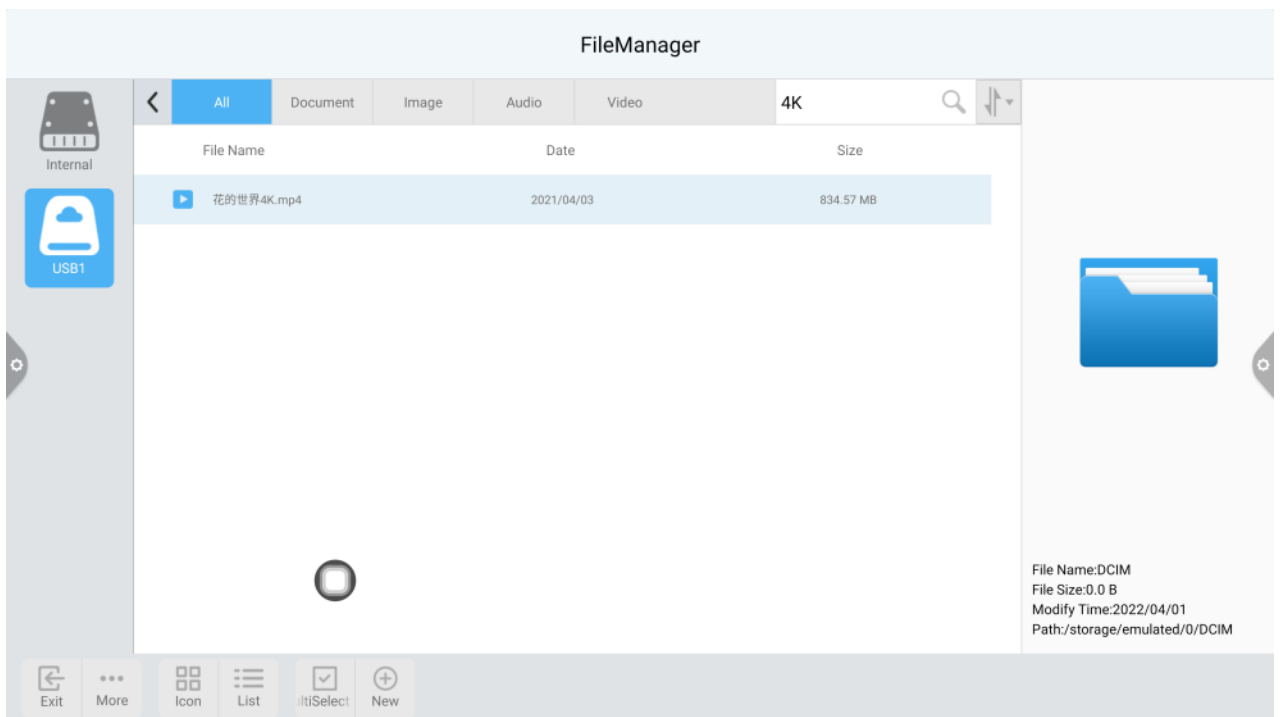 FileManager
All Document Image Audio Video 4K
Internal
File Name Date Size
花的世界4K.mp4 2021/04/03 834.57 MB
USB1
File Name:DCIM
File Size:0.0 B
Modify Time:2022/04/01
Path:/storage/emulated/0/DCIM
Exit More Icon List ltiSelect New